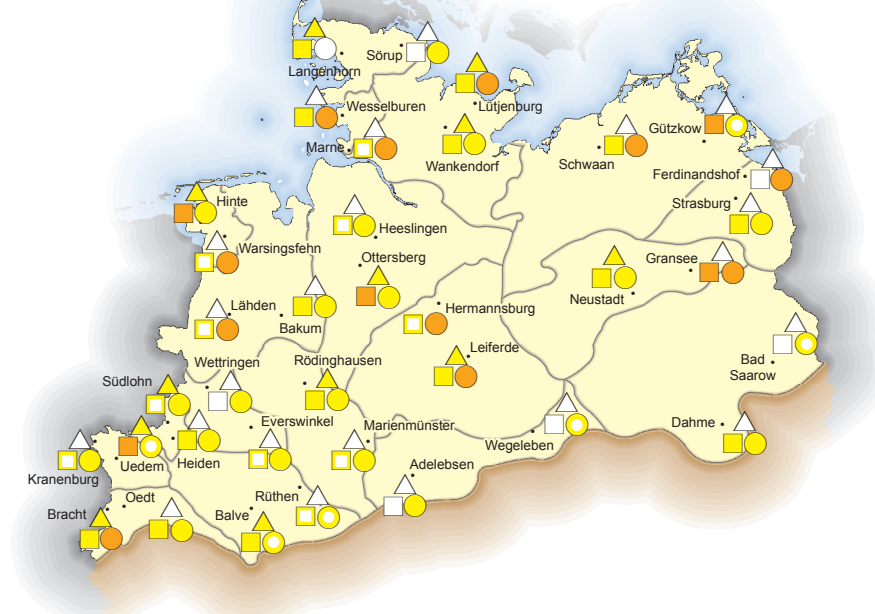 Sörup
Langenhorn
Wesselburen
Lütjenburg
Marne
Wankendorf
Gützkow
Schwaan
Ferdinandshof
Strasburg
Hinte
Heeslingen
Warsingsfehn
Ottersberg
Gransee
Neustadt
Lähden
Hermannsburg
Bakum
Leiferde
Bad
Saarow
Wettringen
Rödinghausen
Südlohn
Everswinkel
Marienmünster
Dahme
Wegeleben
Uedem
Heiden
Adelebsen
Kranenburg
Oedt
Rüthen
Bracht
Balve